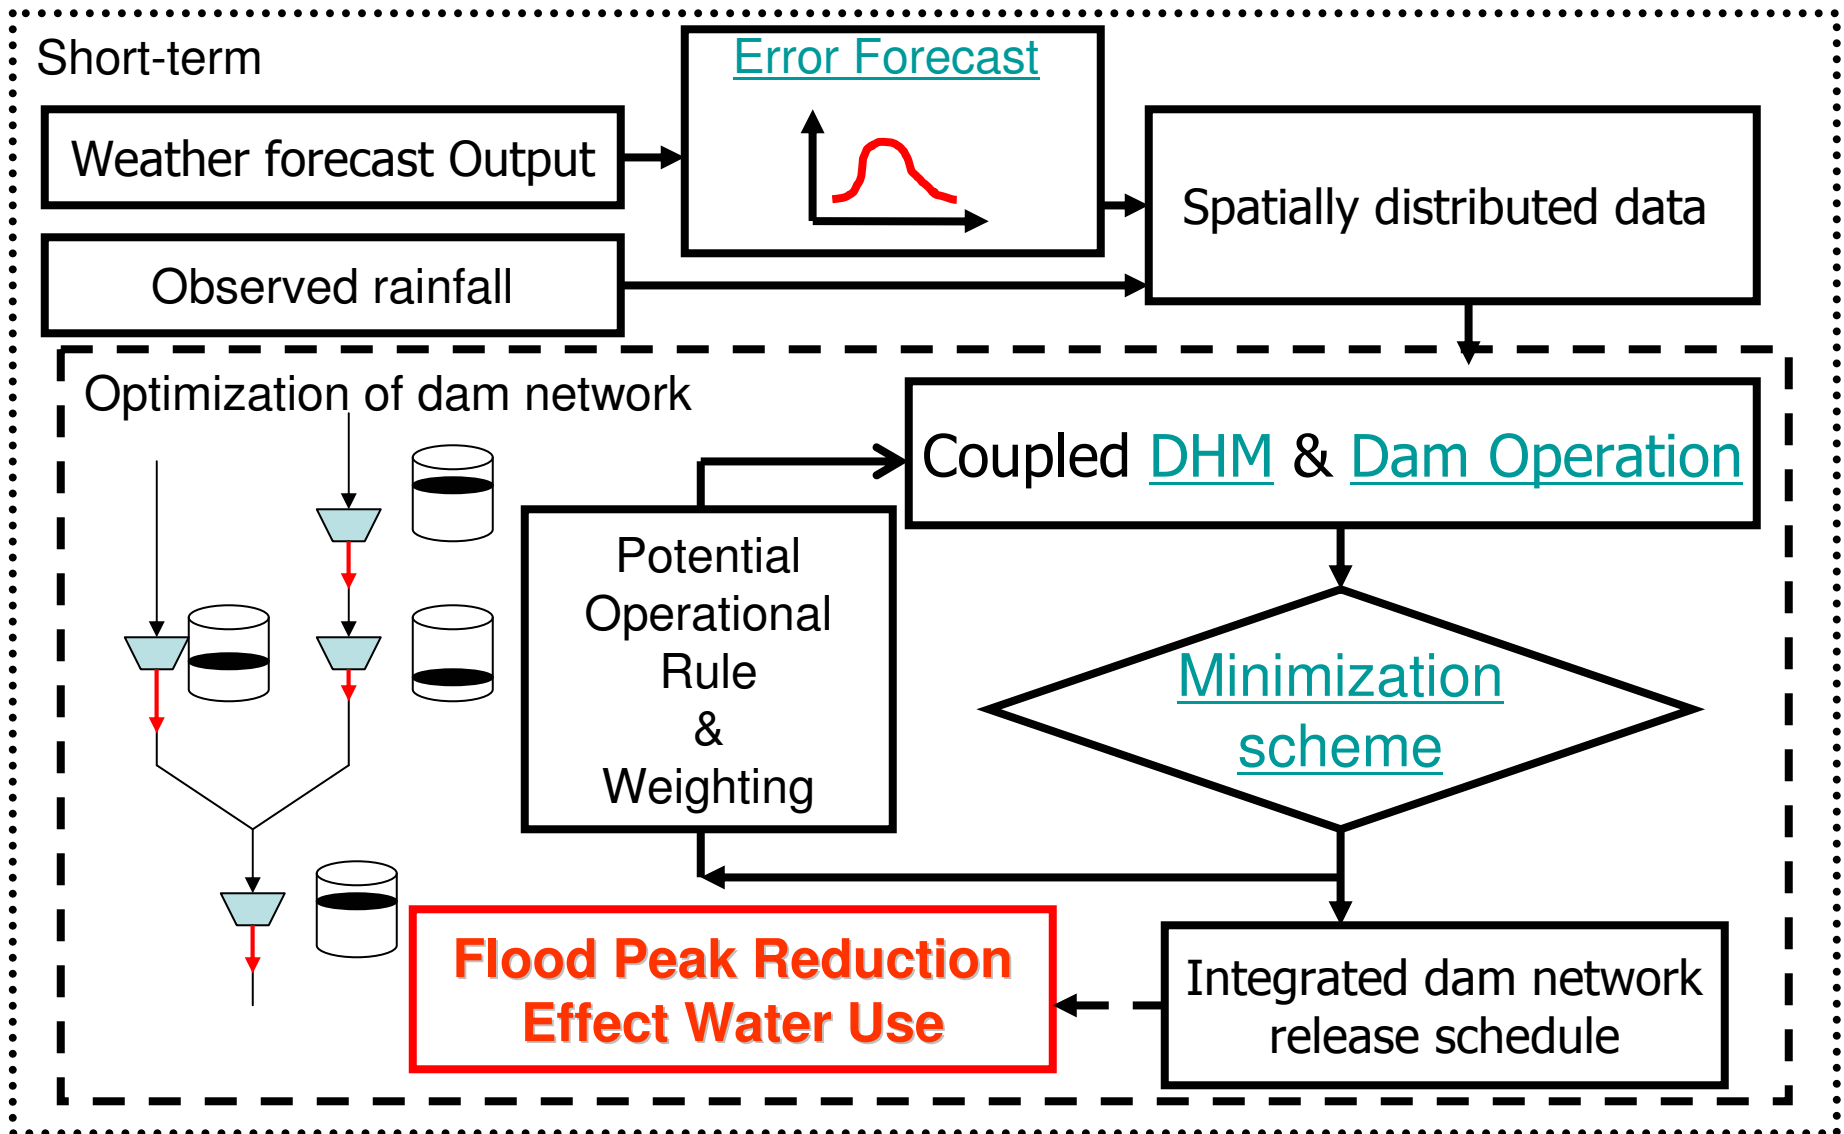 Short-term
Error Forecast
Weather forecast Output
Spatially distributed data
Observed rainfall
Optimization of dam network
Coupled DHM & Dam Operation
Potential
Operational
Rule
&
Weighting
Minimization
scheme
Flood Peak Reduction
Effect Water Use
Integrated dam network
release schedule